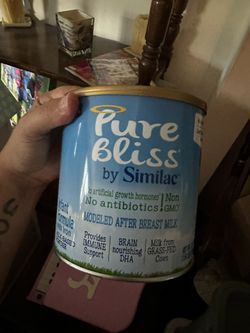 Pure
Bliss
by Similac
No artificial growth hormones
No antibiotics
Non
GMO
MODELED AFTER BREAST MILK
Provides
IMMUNE
Support
BRAIN
nourishing
DHA
Milk from
GRASS-FED
Cows